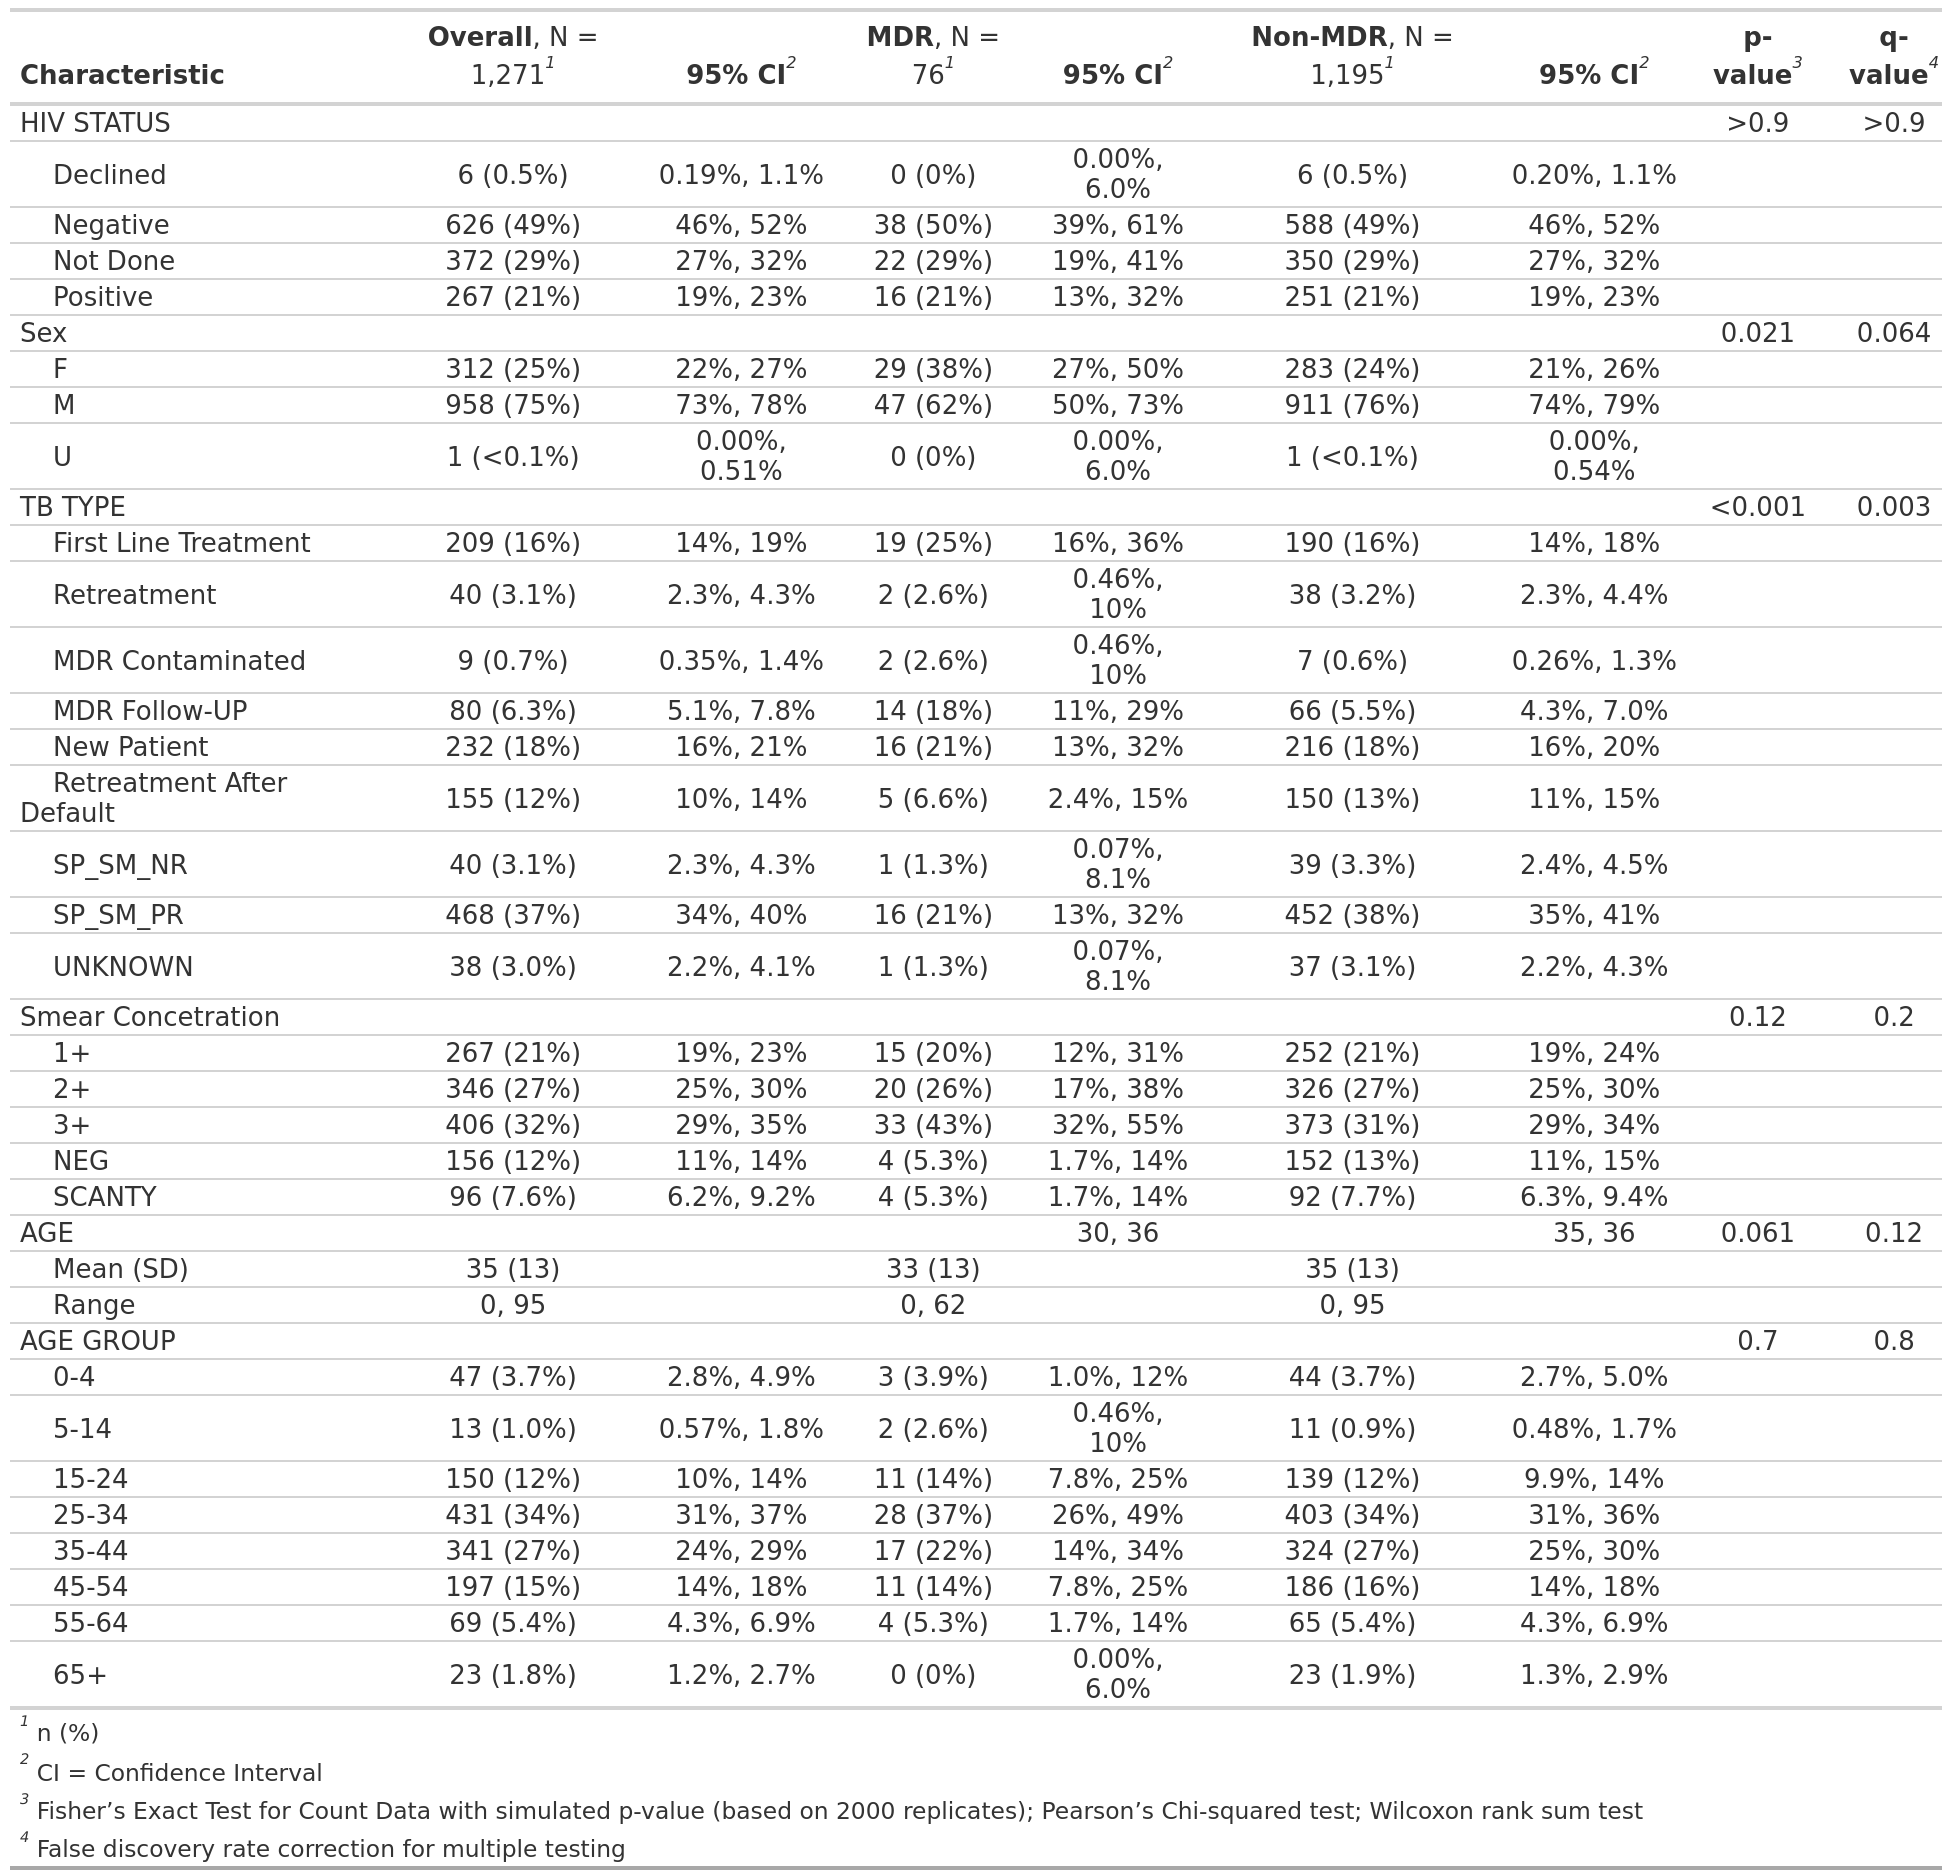 Characteristic Overall, N = 1,271¹ 95% CI² MDR, N = 76¹ 95% CI² Non-MDR, N = 1,195¹ 95% CI² p-value³ q-value⁴
HIV STATUS >0.9 >0.9
Declined 6 (0.5%) 0.19%, 1.1% 0 (0%) 0.00%, 6.0% 6 (0.5%) 0.20%, 1.1%
Negative 626 (49%) 46%, 52% 38 (50%) 39%, 61% 588 (49%) 46%, 52%
Not Done 372 (29%) 27%, 32% 22 (29%) 19%, 41% 350 (29%) 27%, 32%
Positive 267 (21%) 19%, 23% 16 (21%) 13%, 32% 251 (21%) 19%, 23%
Sex 0.021 0.064
F 312 (25%) 22%, 27% 29 (38%) 27%, 50% 283 (24%) 21%, 26%
M 958 (75%) 73%, 78% 47 (62%) 50%, 73% 911 (76%) 74%, 79%
U 1 (<0.1%) 0.00%, 0.51% 0 (0%) 0.00%, 6.0% 1 (<0.1%) 0.00%, 0.54%
TB TYPE <0.001 0.003
First Line Treatment 209 (16%) 14%, 19% 19 (25%) 16%, 36% 190 (16%) 14%, 18%
Retreatment 40 (3.1%) 2.3%, 4.3% 2 (2.6%) 0.46%, 10% 38 (3.2%) 2.3%, 4.4%
MDR Contaminated 9 (0.7%) 0.35%, 1.4% 2 (2.6%) 0.46%, 10% 7 (0.6%) 0.26%, 1.3%
MDR Follow-UP 80 (6.3%) 5.1%, 7.8% 14 (18%) 11%, 29% 66 (5.5%) 4.3%, 7.0%
New Patient 232 (18%) 16%, 21% 16 (21%) 13%, 32% 216 (18%) 16%, 20%
Retreatment After Default 155 (12%) 10%, 14% 5 (6.6%) 2.4%, 15% 150 (13%) 11%, 15%
SP_SM_NR 40 (3.1%) 2.3%, 4.3% 1 (1.3%) 0.07%, 8.1% 39 (3.3%) 2.4%, 4.5%
SP_SM_PR 468 (37%) 34%, 40% 16 (21%) 13%, 32% 452 (38%) 35%, 41%
UNKNOWN 38 (3.0%) 2.2%, 4.1% 1 (1.3%) 0.07%, 8.1% 37 (3.1%) 2.2%, 4.3%
Smear Concetration 0.12 0.2
1+ 267 (21%) 19%, 23% 15 (20%) 12%, 31% 252 (21%) 19%, 24%
2+ 346 (27%) 25%, 30% 20 (26%) 17%, 38% 326 (27%) 25%, 30%
3+ 406 (32%) 29%, 35% 33 (43%) 32%, 55% 373 (31%) 29%, 34%
NEG 156 (12%) 11%, 14% 4 (5.3%) 1.7%, 14% 152 (13%) 11%, 15%
SCANTY 96 (7.6%) 6.2%, 9.2% 4 (5.3%) 1.7%, 14% 92 (7.7%) 6.3%, 9.4%
AGE 30, 36 35, 36 0.061 0.12
Mean (SD) 35 (13) 33 (13) 35 (13)
Range 0, 95 0, 62 0, 95
AGE GROUP 0.7 0.8
0-4 47 (3.7%) 2.8%, 4.9% 3 (3.9%) 1.0%, 12% 44 (3.7%) 2.7%, 5.0%
5-14 13 (1.0%) 0.57%, 1.8% 2 (2.6%) 0.46%, 10% 11 (0.9%) 0.48%, 1.7%
15-24 150 (12%) 10%, 14% 11 (14%) 7.8%, 25% 139 (12%) 9.9%, 14%
25-34 431 (34%) 31%, 37% 28 (37%) 26%, 49% 403 (34%) 31%, 36%
35-44 341 (27%) 24%, 29% 17 (22%) 14%, 34% 324 (27%) 25%, 30%
45-54 197 (15%) 14%, 18% 11 (14%) 7.8%, 25% 186 (16%) 14%, 18%
55-64 69 (5.4%) 4.3%, 6.9% 4 (5.3%) 1.7%, 14% 65 (5.4%) 4.3%, 6.9%
65+ 23 (1.8%) 1.2%, 2.7% 0 (0%) 0.00%, 6.0% 23 (1.9%) 1.3%, 2.9%
¹ n (%)
² CI = Confidence Interval
³ Fisher’s Exact Test for Count Data with simulated p-value (based on 2000 replicates); Pearson’s Chi-squared test; Wilcoxon rank sum test
⁴ False discovery rate correction for multiple testing